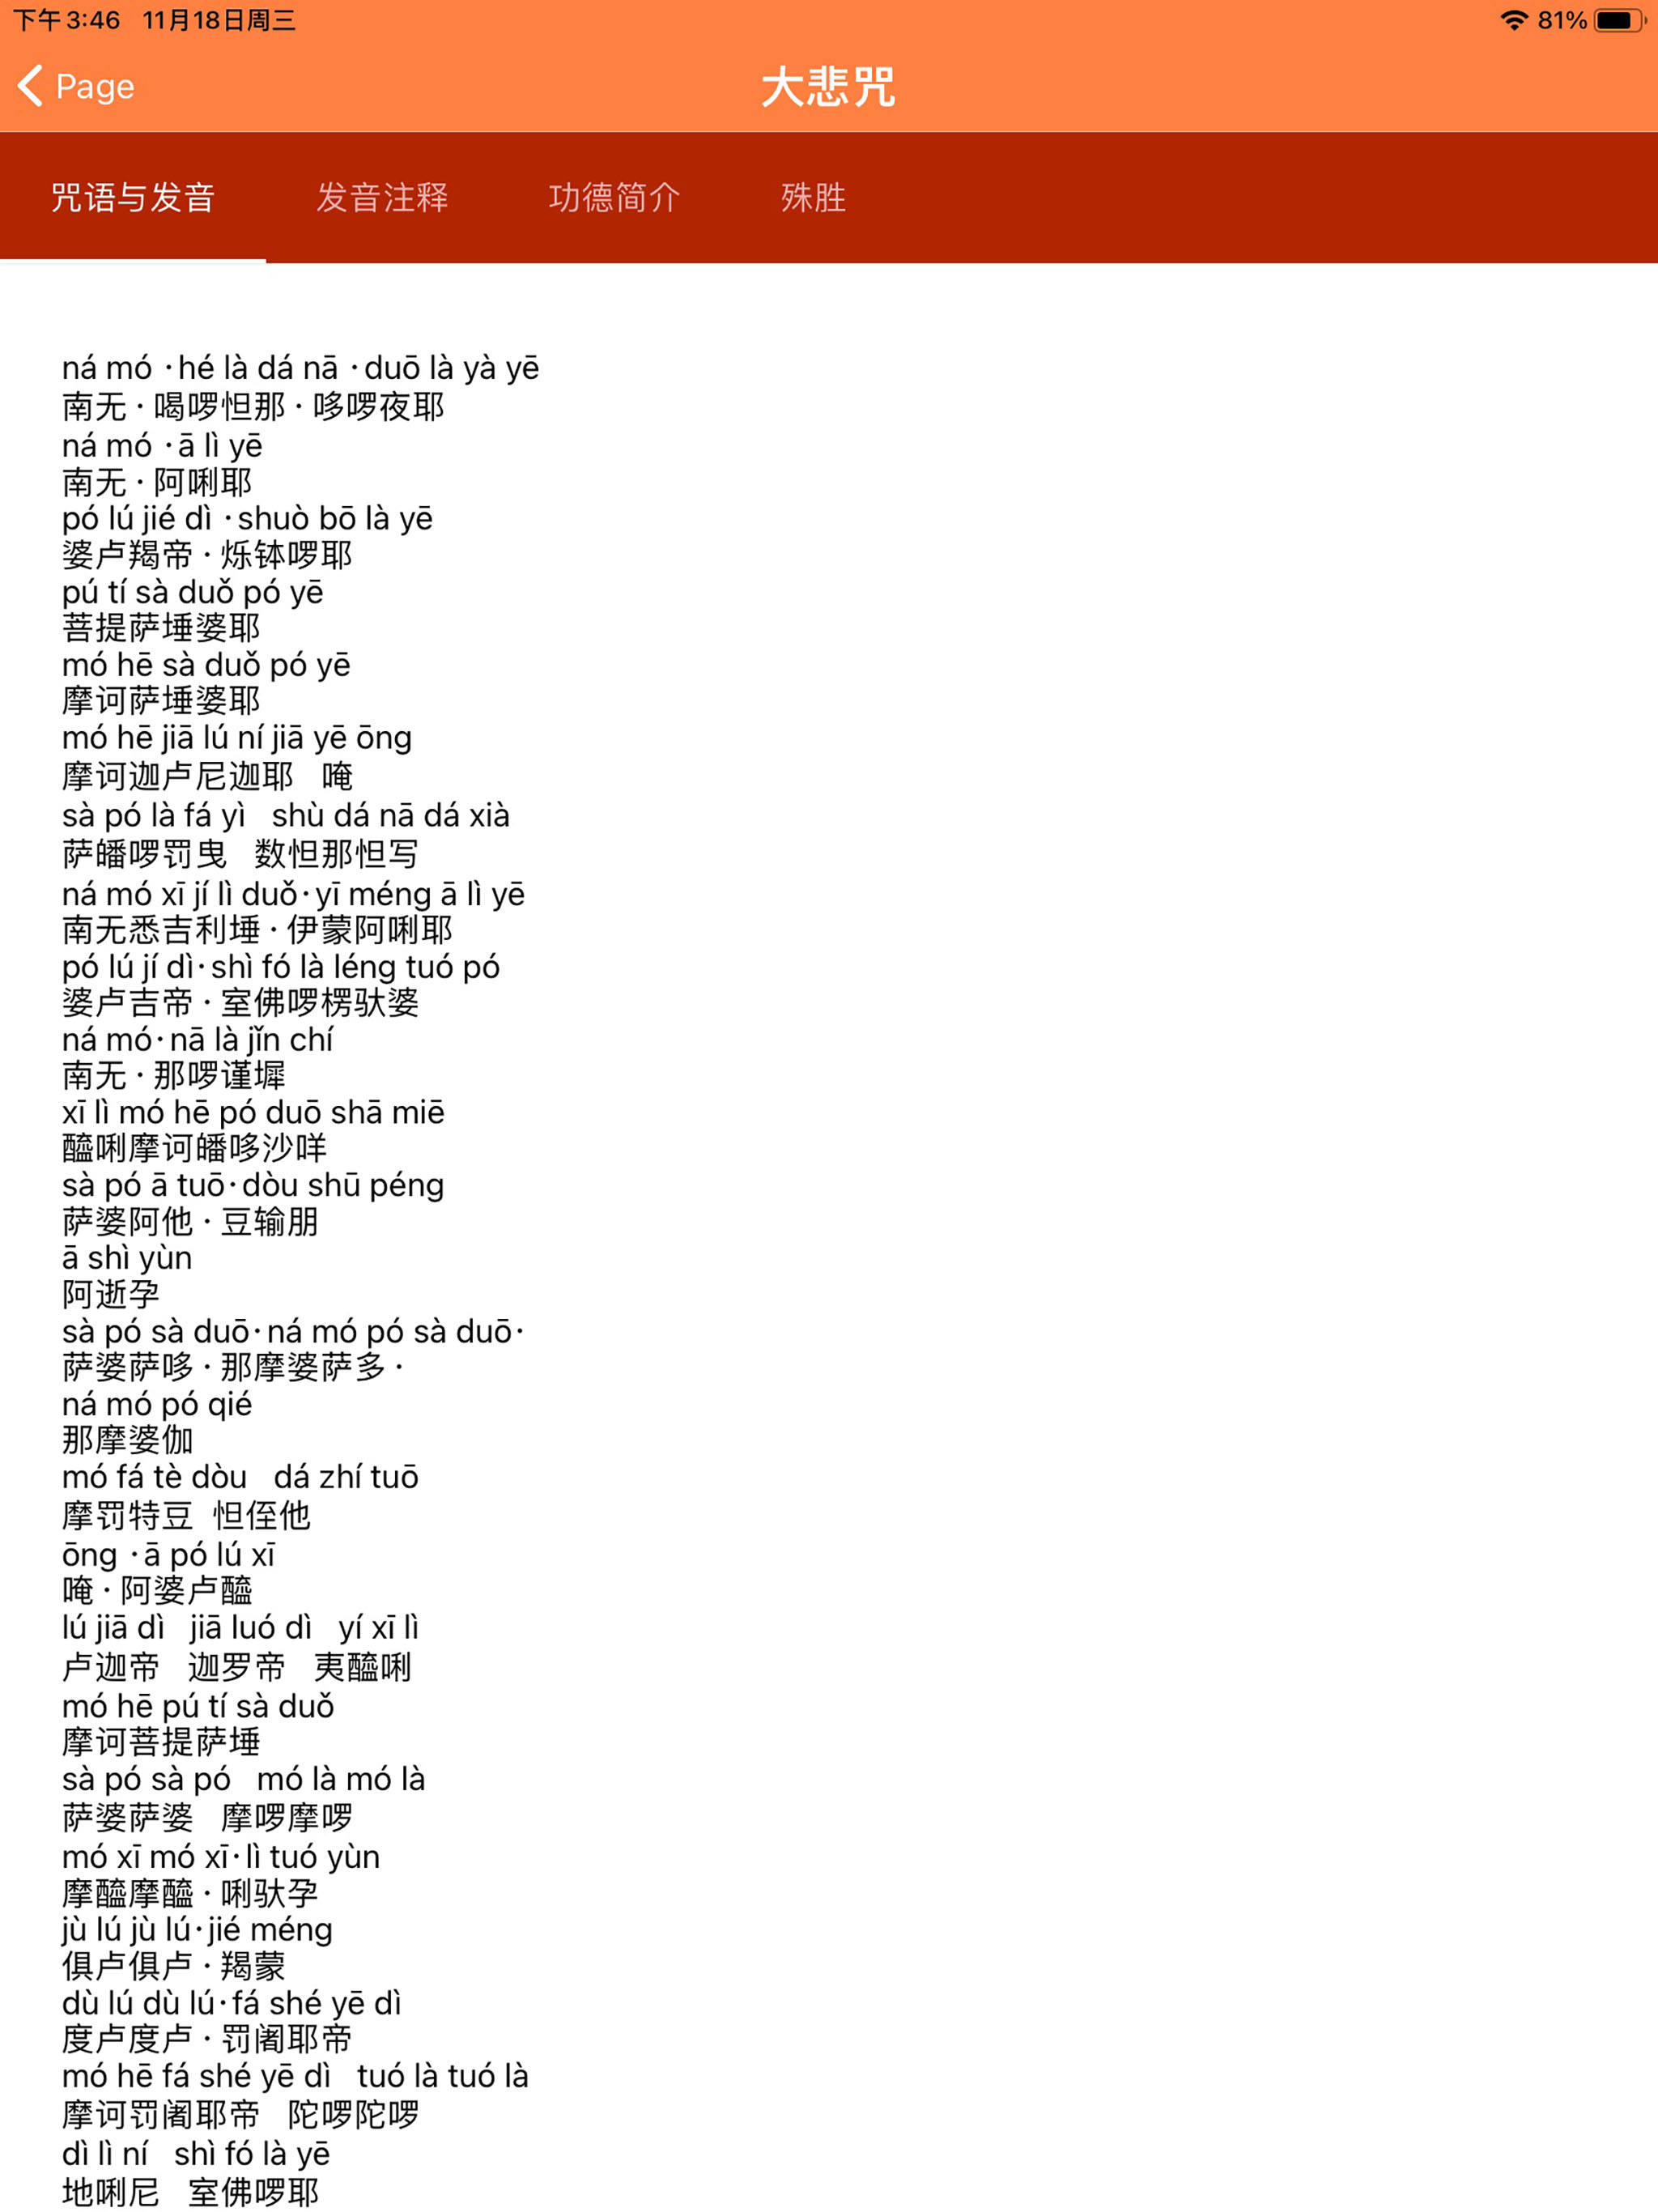 下午3:46 11月18日周三 81%
Page 大悲咒
咒语与发音 发音注释 功德简介 殊胜
ná mó ·hé là dá nā ·duō là yà yē
南无·喝啰怛那·哆啰夜耶
ná mó ·ā lì yē
南无·阿唎耶
pó lú jié dì ·shuò bō là yē
婆卢羯帝·烁钵啰耶
pú tí sà duǒ pó yē
菩提萨埵婆耶
mó hē sà duǒ pó yē
摩诃萨埵婆耶
mó hē jiā lú ní jiā yē ōng
摩诃迦卢尼迦耶 唵
sà pó là fá yì shù dá nā dá xià
萨皤啰罚曳 数怛那怛写
ná mó xī jí lì duǒ·yī méng ā lì yē
南无悉吉利埵·伊蒙阿唎耶
pó lú jí dì·shì fó là léng tuó pó
婆卢吉帝·室佛啰楞驮婆
ná mó·nā là jǐn chí
南无·那啰谨墀
xī lì mó hē pó duō shā miē
醯唎摩诃皤哆沙咩
sà pó ā tuō·dòu shū péng
萨婆阿他·豆输朋
ā shì yùn
阿逝孕
sà pó sà duō·ná mó pó sà duō·
萨婆萨哆·那摩婆萨多·
ná mó pó qié
那摩婆伽
mó fá tè dòu dá zhí tuō
摩罚特豆 怛侄他
ōng ·ā pó lú xī
唵·阿婆卢醯
lú jiā dì jiā luó dì yí xī lì
卢迦帝 迦罗帝 夷醯唎
mó hē pú tí sà duǒ
摩诃菩提萨埵
sà pó sà pó mó là mó là
萨婆萨婆 摩啰摩啰
mó xī mó xī·lì tuó yùn
摩醯摩醯·唎驮孕
jù lú jù lú·jié méng
俱卢俱卢·羯蒙
dù lú dù lú·fá shé yē dì
度卢度卢·罚阇耶帝
mó hē fá shé yē dì tuó là tuó là
摩诃罚阇耶帝 陀啰陀啰
dì lì ní shì fó là yē
地唎尼 室佛啰耶